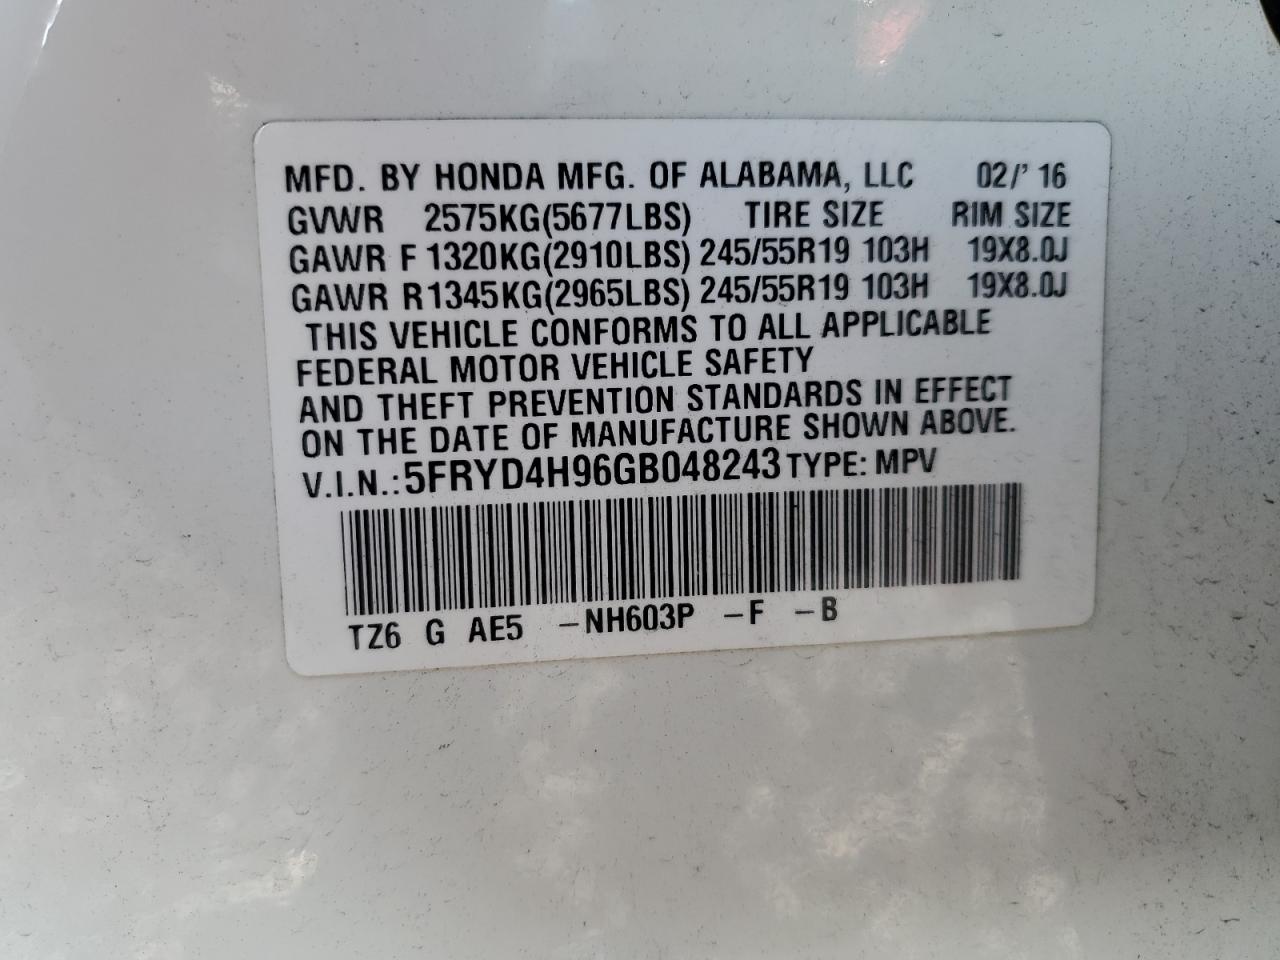 MFD. BY HONDA MFG. OF ALABAMA, LLC 02/' 16
GVWR 2575KG(5677LBS) TIRE SIZE RIM SIZE
GAWR F 1320KG(2910LBS) 245/55R19 103H 19X8.0J
GAWR R1345KG(2965LBS) 245/55R19 103H 19X8.0J
THIS VEHICLE CONFORMS TO ALL APPLICABLE
FEDERAL MOTOR VEHICLE SAFETY
AND THEFT PREVENTION STANDARDS IN EFFECT
ON THE DATE OF MANUFACTURE SHOWN ABOVE.
V.I.N.:5FRYD4H96GB048243 TYPE: MPV
TZ6 G AE5 -NH603P -F -B